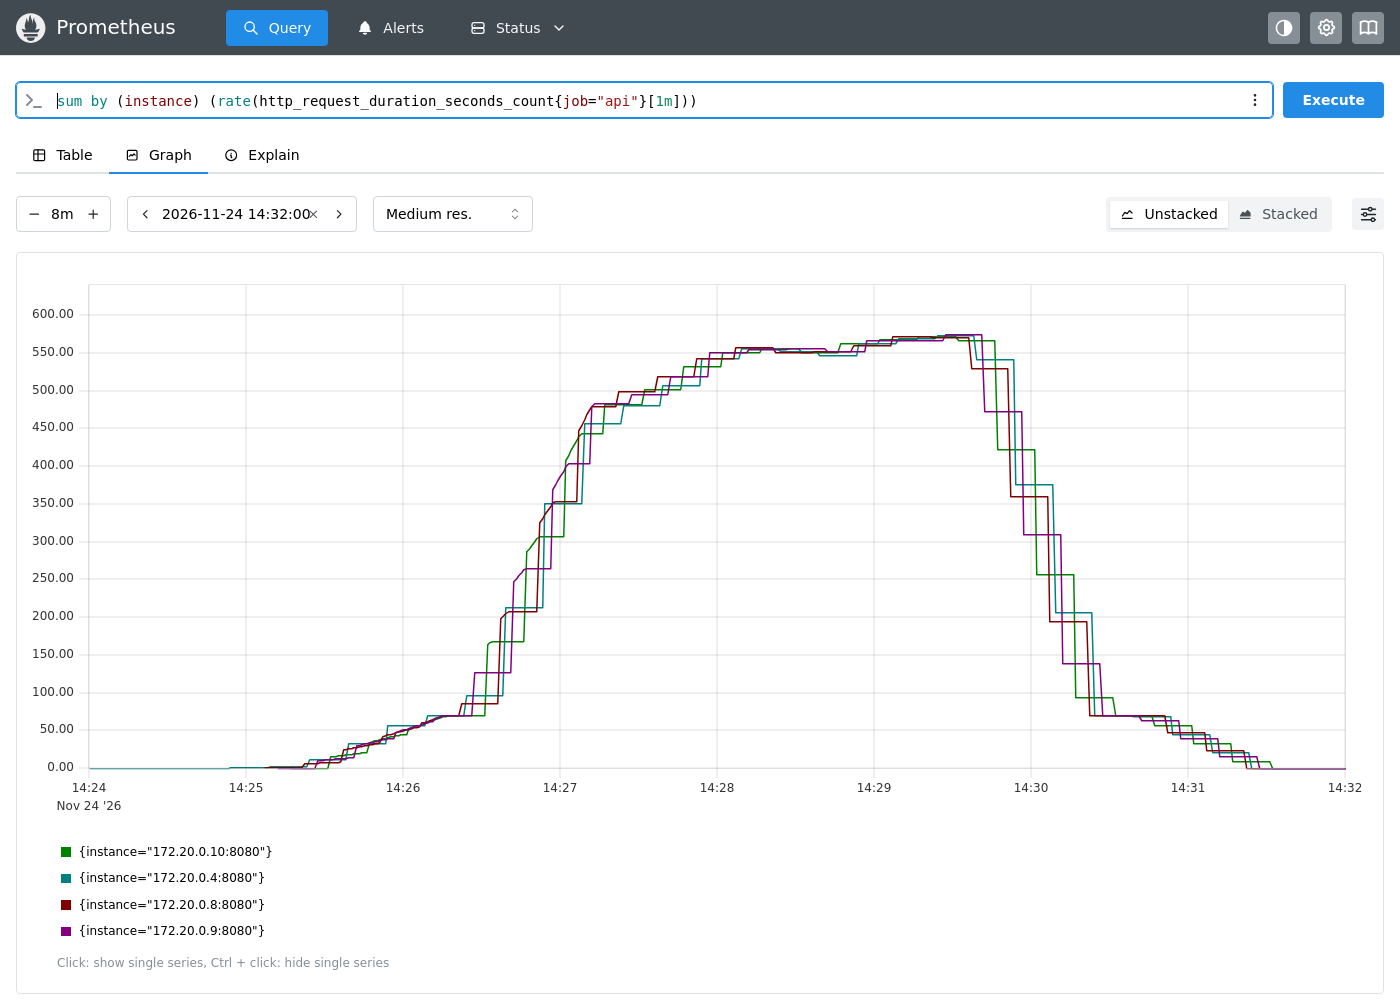 Prometheus Query Alerts Status
sum by (instance) (rate(http_request_duration_seconds_count{job="api"}[1m]))
Execute
Table Graph Explain
8m 2026-11-24 14:32:00 Medium res. Unstacked Stacked
600.00
550.00
500.00
450.00
400.00
350.00
300.00
250.00
200.00
150.00
100.00
50.00
0.00
14:24 14:25 14:26 14:27 14:28 14:29 14:30 14:31 14:32
Nov 24 '26
{instance="172.20.0.10:8080"}
{instance="172.20.0.4:8080"}
{instance="172.20.0.8:8080"}
{instance="172.20.0.9:8080"}
Click: show single series, Ctrl + click: hide single series